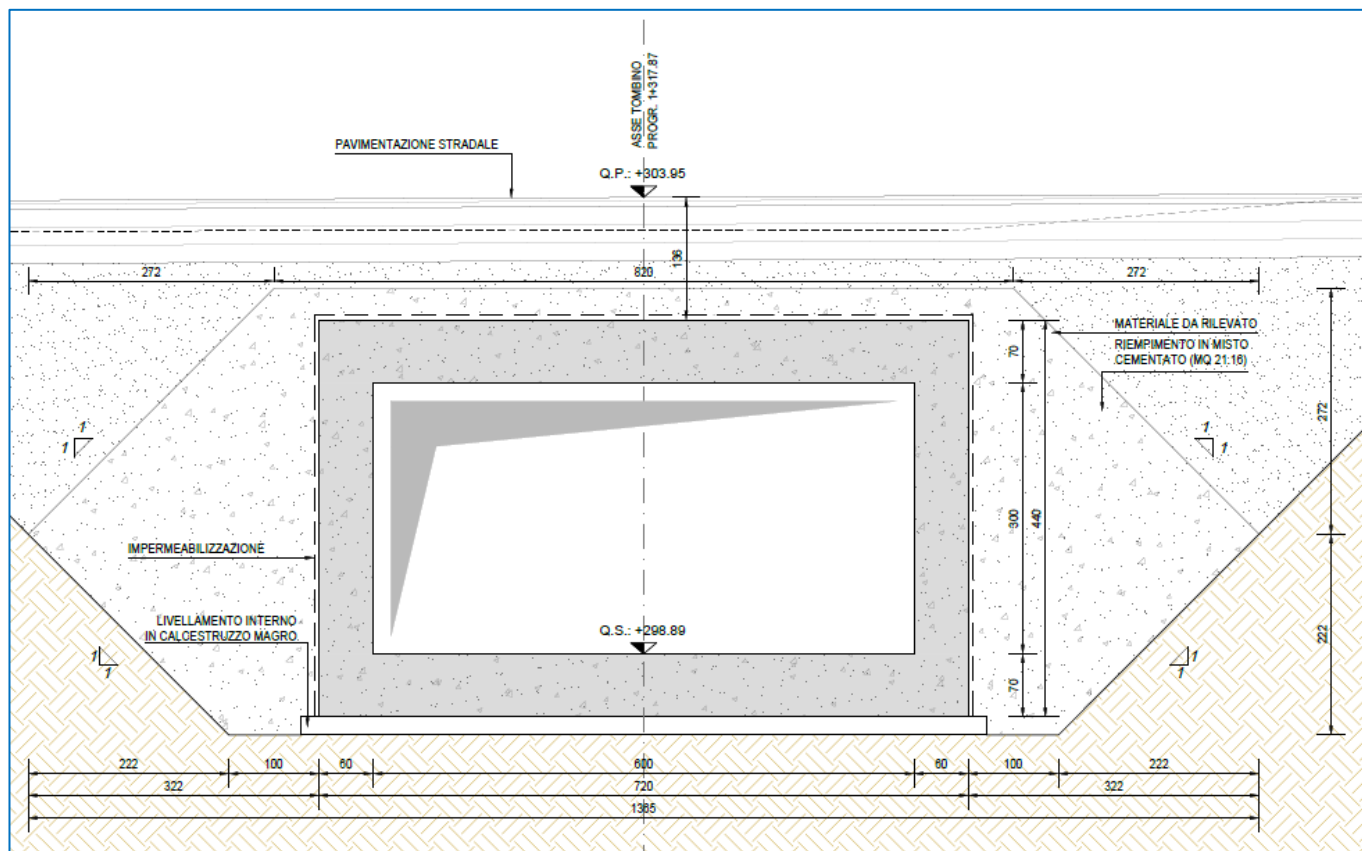 ASSE TOMBINO
PROGR. 1+317.87
PAVIMENTAZIONE STRADALE
Q.P.: +303.95
136
272
820
272
MATERIALE DA RILEVATO
RIEMPIMENTO IN MISTO
CEMENTATO (MQ 21.16)
70
300
440
70
272
222
1
1
1
1
IMPERMEABILIZZAZIONE
LIVELLAMENTO INTERNO
IN CALCESTRUZZO MAGRO
Q.S.: +298.89
1
1
1
1
222
100
60
600
60
100
222
322
720
322
1365